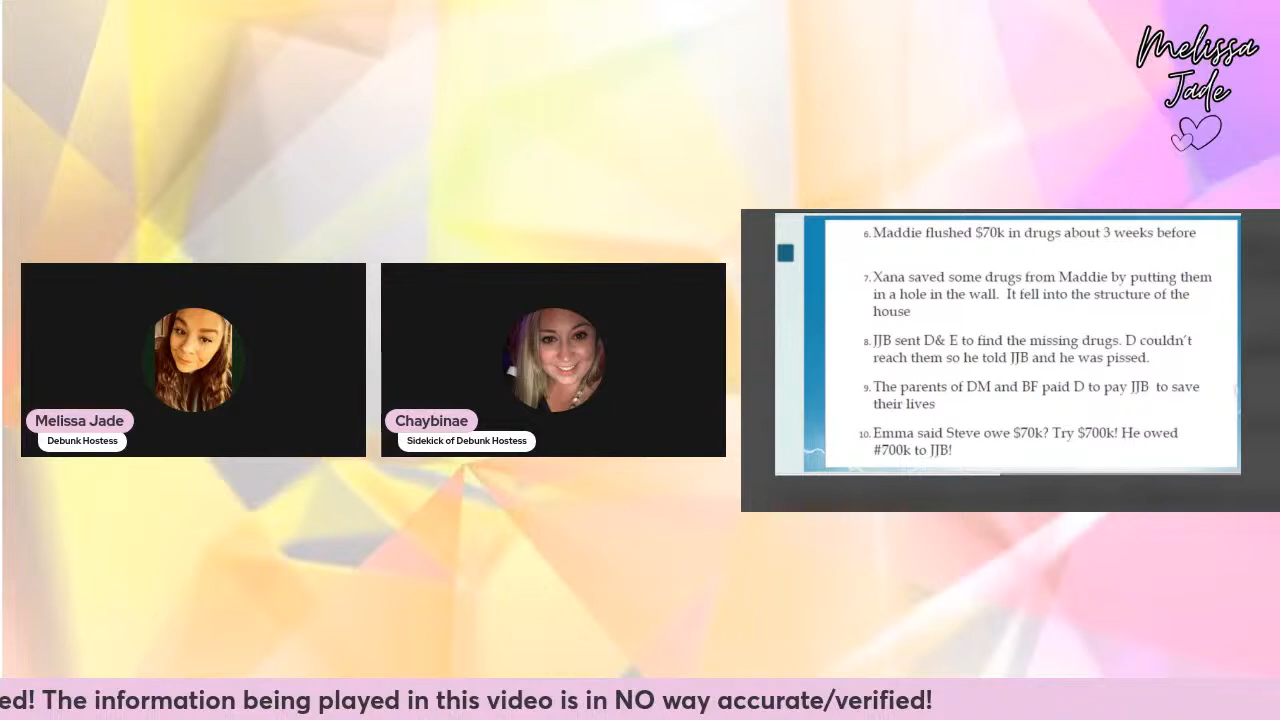 Melissa
Jade
6. Maddie flushed $70k in drugs about 3 weeks before
7. Xana saved some drugs from Maddie by putting them
in a hole in the wall. It fell into the structure of the
house
8. JJB sent D& E to find the missing drugs. D couldn't
reach them so he told JJB and he was pissed.
9. The parents of DM and BF paid D to pay JJB to save
their lives
10. Emma said Steve owe $70k? Try $700k! He owed
#700k to JJB!
Melissa Jade
Debunk Hostess
Chaybinae
Sidekick of Debunk Hostess
ed! The information being played in this video is in NO way accurate/verified!